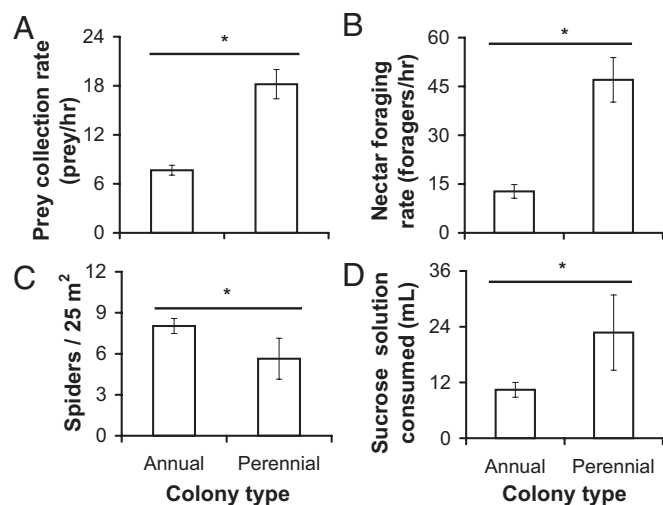 A
Prey collection rate
(prey/hr)
24
18
12
6
0
*
B
Nectar foraging
rate (foragers/hr)
60
45
30
15
0
*
C
Spiders / 25 m²
12
9
6
3
0
*
Annual Perennial
Colony type
D
Sucrose solution
consumed (mL)
36
24
12
0
*
Annual Perennial
Colony type